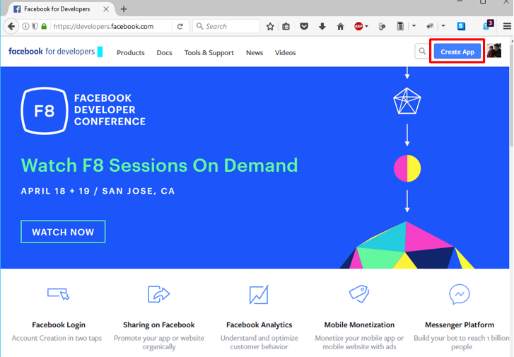 Facebook for Developers
https://developers.facebook.com
Search
3
facebook for developers
Products
Docs
Tools & Support
News
Videos
Create App
F8
FACEBOOK
DEVELOPER
CONFERENCE
Watch F8 Sessions On Demand
APRIL 18 + 19 / SAN JOSE, CA
WATCH NOW
Facebook Login
Account Creation in two taps
Sharing on Facebook
Promote your app or website
organically
Facebook Analytics
Understand and optimize
customer behavior
Mobile Monetization
Monetize your mobile app or
mobile website with ads
Messenger Platform
Build your bot to reach 1 billion
people